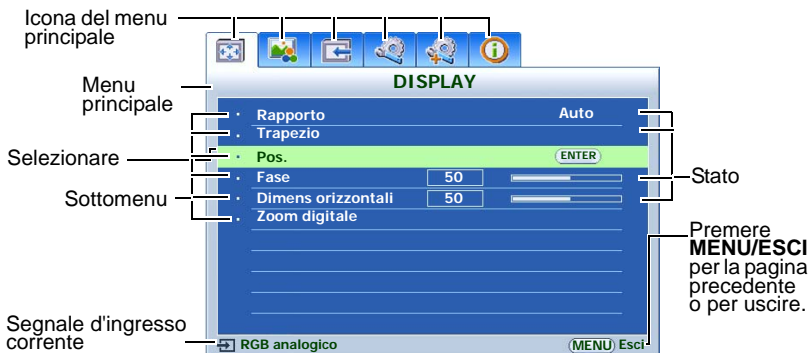 Icona del menu
principale
Menu
principale
DISPLAY
· Rapporto Auto
· Trapezio
Selezionare
· Pos. ENTER
· Fase 50
Stato
Sottomenu
· Dimens orizzontali 50
· Zoom digitale
Premere
MENU/ESCI
per la pagina
precedente
o per uscire.
Segnale d'ingresso
corrente
RGB analogico MENU Esci